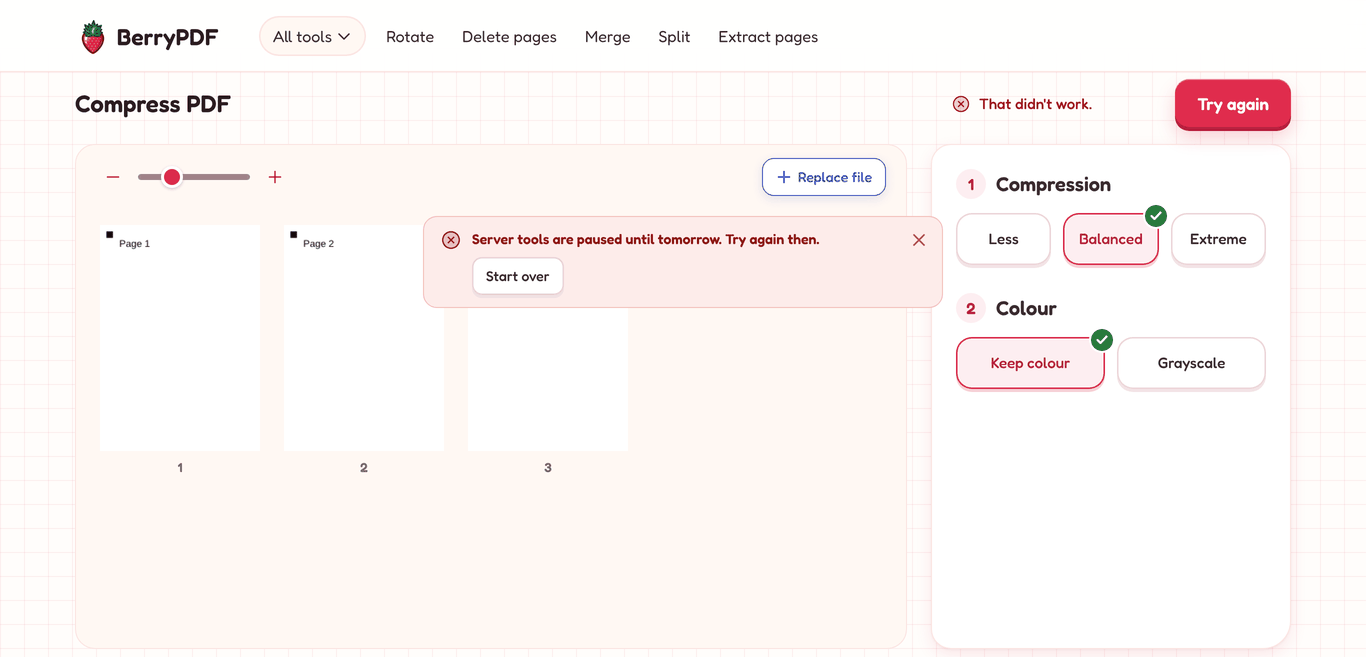 BerryPDF
All tools Rotate Delete pages Merge Split Extract pages
Compress PDF
That didn't work.
Try again
Replace file
Server tools are paused until tomorrow. Try again then.
Start over
Page 1
Page 2
1
2
3
1 Compression
Less Balanced Extreme
2 Colour
Keep colour Grayscale